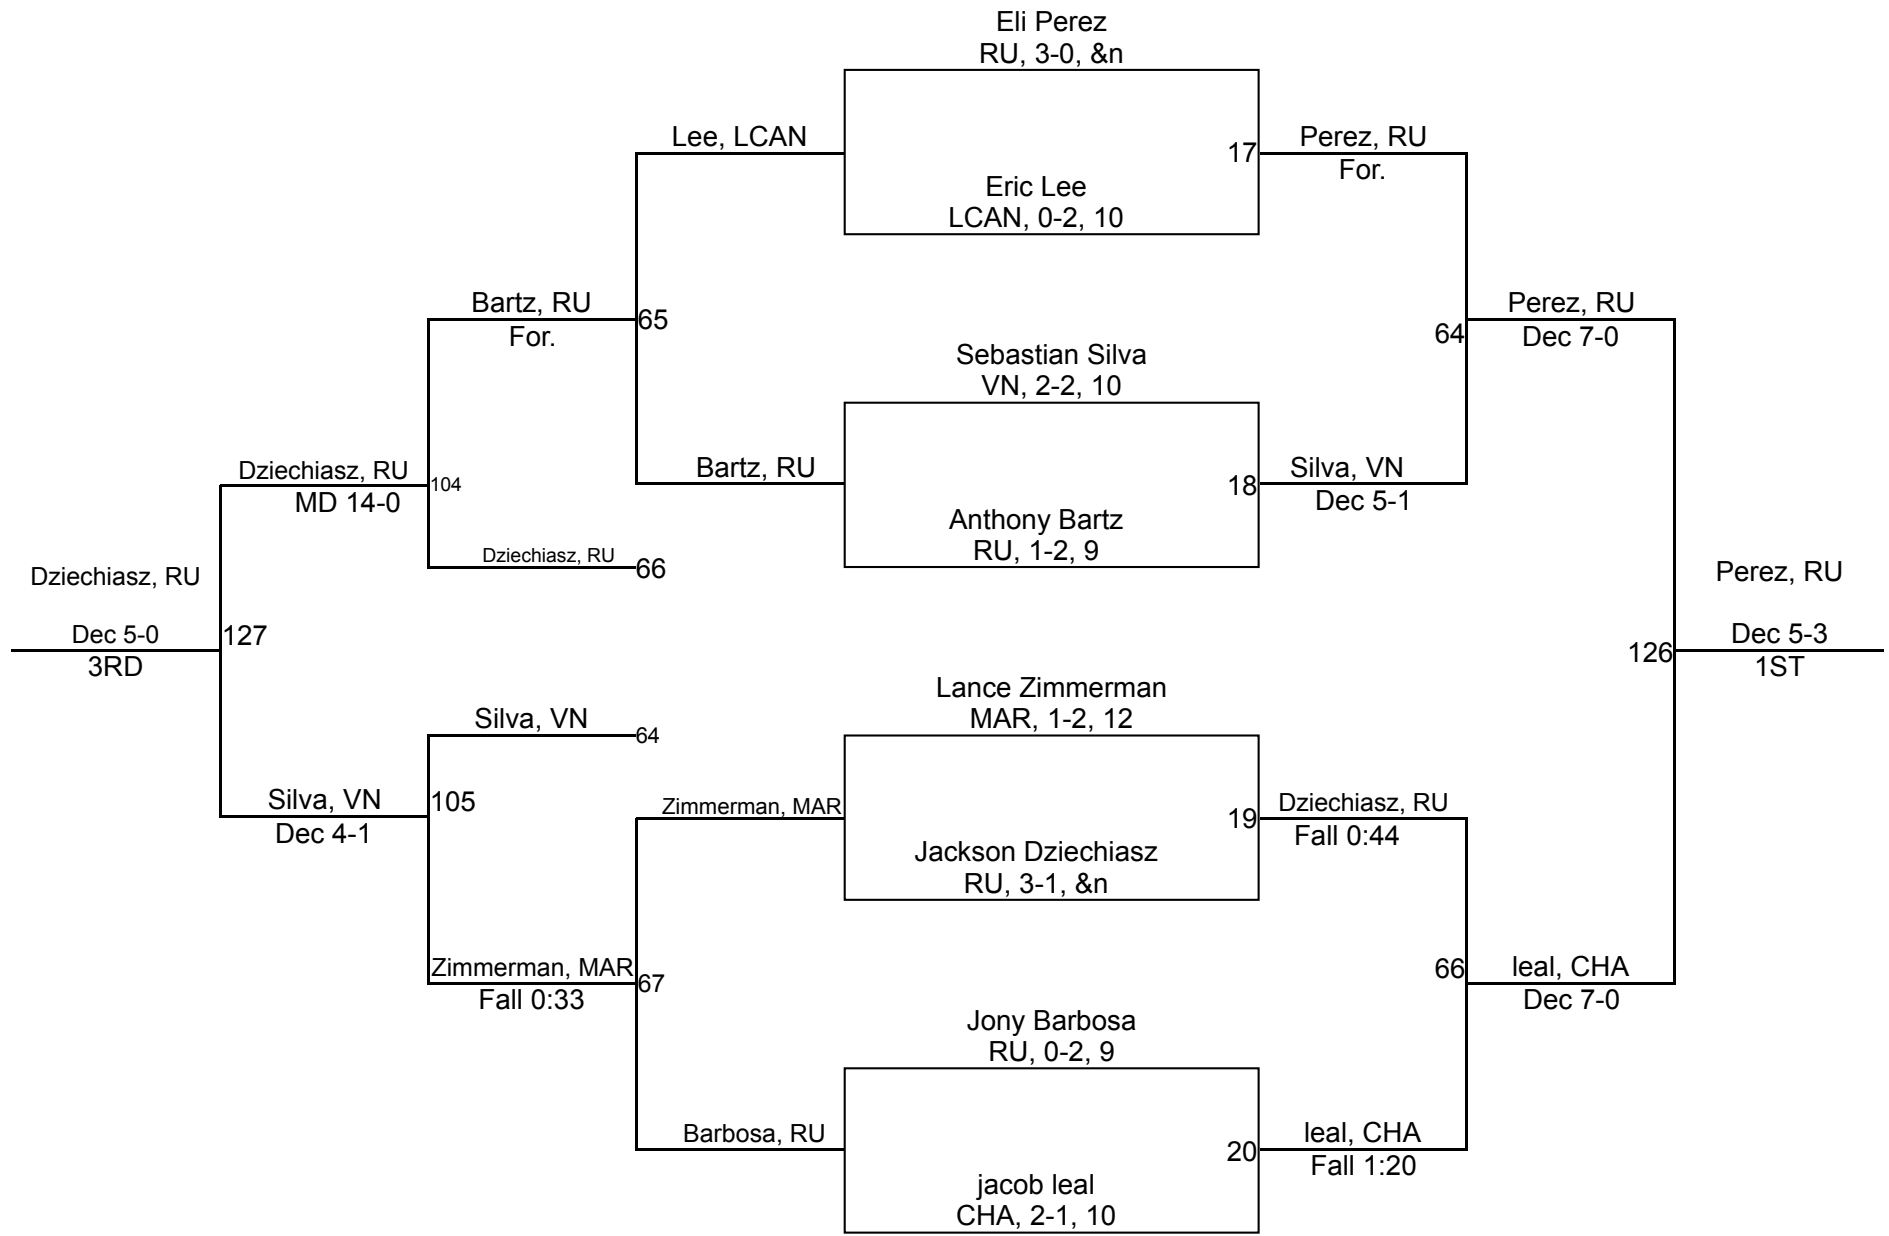 Eli Perez
RU, 3-0, &n
Lee, LCAN
17
Perez, RU
For.
Eric Lee
LCAN, 0-2, 10
Bartz, RU
For.
65
64
Perez, RU
Dec 7-0
Sebastian Silva
VN, 2-2, 10
Dziechiasz, RU
MD 14-0
104
Bartz, RU
18
Silva, VN
Dec 5-1
Anthony Bartz
RU, 1-2, 9
Dziechiasz, RU
66
Dziechiasz, RU
Dec 5-0
3RD
127
Perez, RU
126
Dec 5-3
1ST
Lance Zimmerman
MAR, 1-2, 12
Silva, VN
64
Silva, VN
Dec 4-1
105
Zimmerman, MAR
19
Dziechiasz, RU
Fall 0:44
Jackson Dziechiasz
RU, 3-1, &n
Zimmerman, MAR
Fall 0:33
67
66
leal, CHA
Dec 7-0
Jony Barbosa
RU, 0-2, 9
Barbosa, RU
20
leal, CHA
Fall 1:20
jacob leal
CHA, 2-1, 10